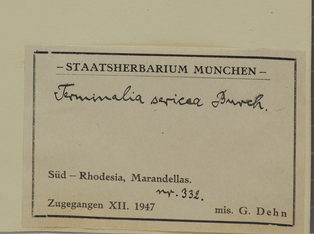 – STAATSHERBARIUM MÜNCHEN –
Terminalia sericea Burch.
Süd – Rhodesia, Marandellas.
nr. 332.
Zugegangen XII. 1947 mis. G. Dehn